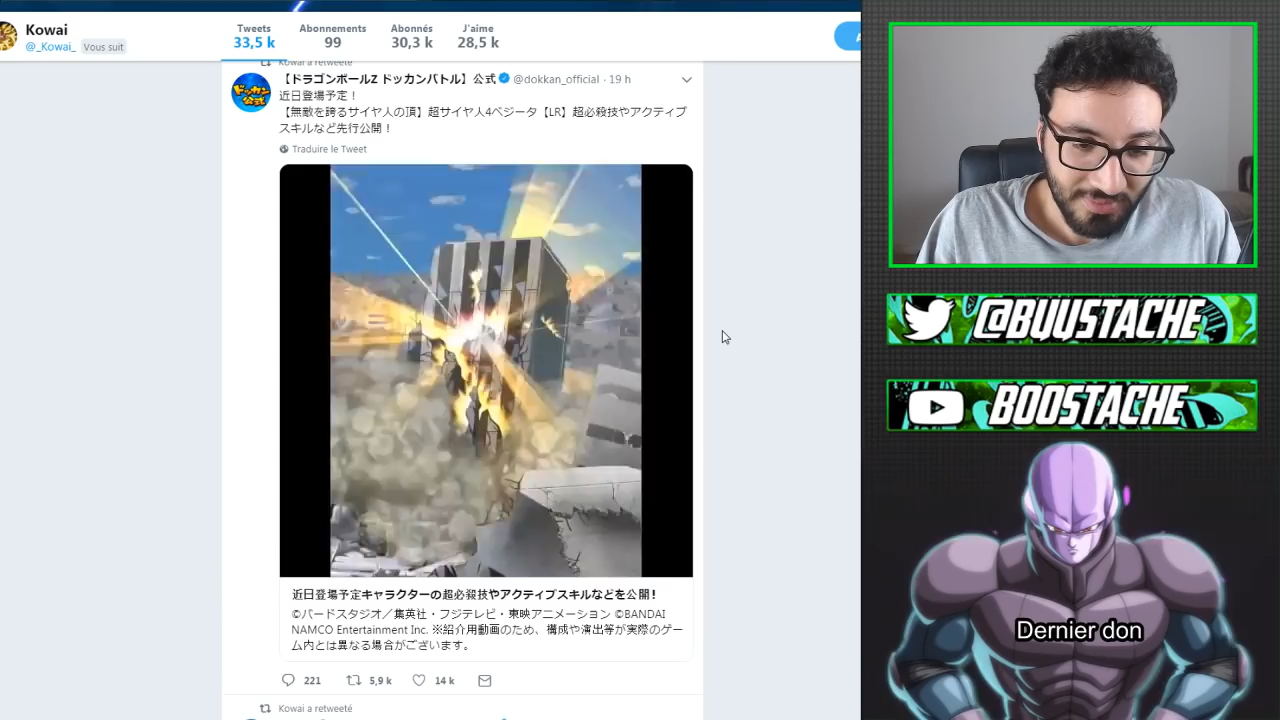 Kowai
@_Kowai_ Vous suit
Tweets
33,5 k
Abonnements
99
Abonnés
30,3 k
J'aime
28,5 k
Kowai a retweeté
【ドラゴンボールZ ドッカンバトル】公式 @dokkan_official · 19 h
近日登場予定！
【無敵を誇るサイヤ人の頂】超サイヤ人4ベジータ【LR】超必殺技やアクティブ
スキルなど先行公開！
Traduire le Tweet
ドッカン
公式
近日登場予定キャラクターの超必殺技やアクティブスキルなどを公開！
©バードスタジオ／集英社・フジテレビ・東映アニメーション ©BANDAI
NAMCO Entertainment Inc. ※紹介用動画のため、構成や演出等が実際のゲー
ム内とは異なる場合がございます。
221
5,9 k
14 k
Kowai a retweeté
@BUUSTACHE
BOOSTACHE
Dernier don